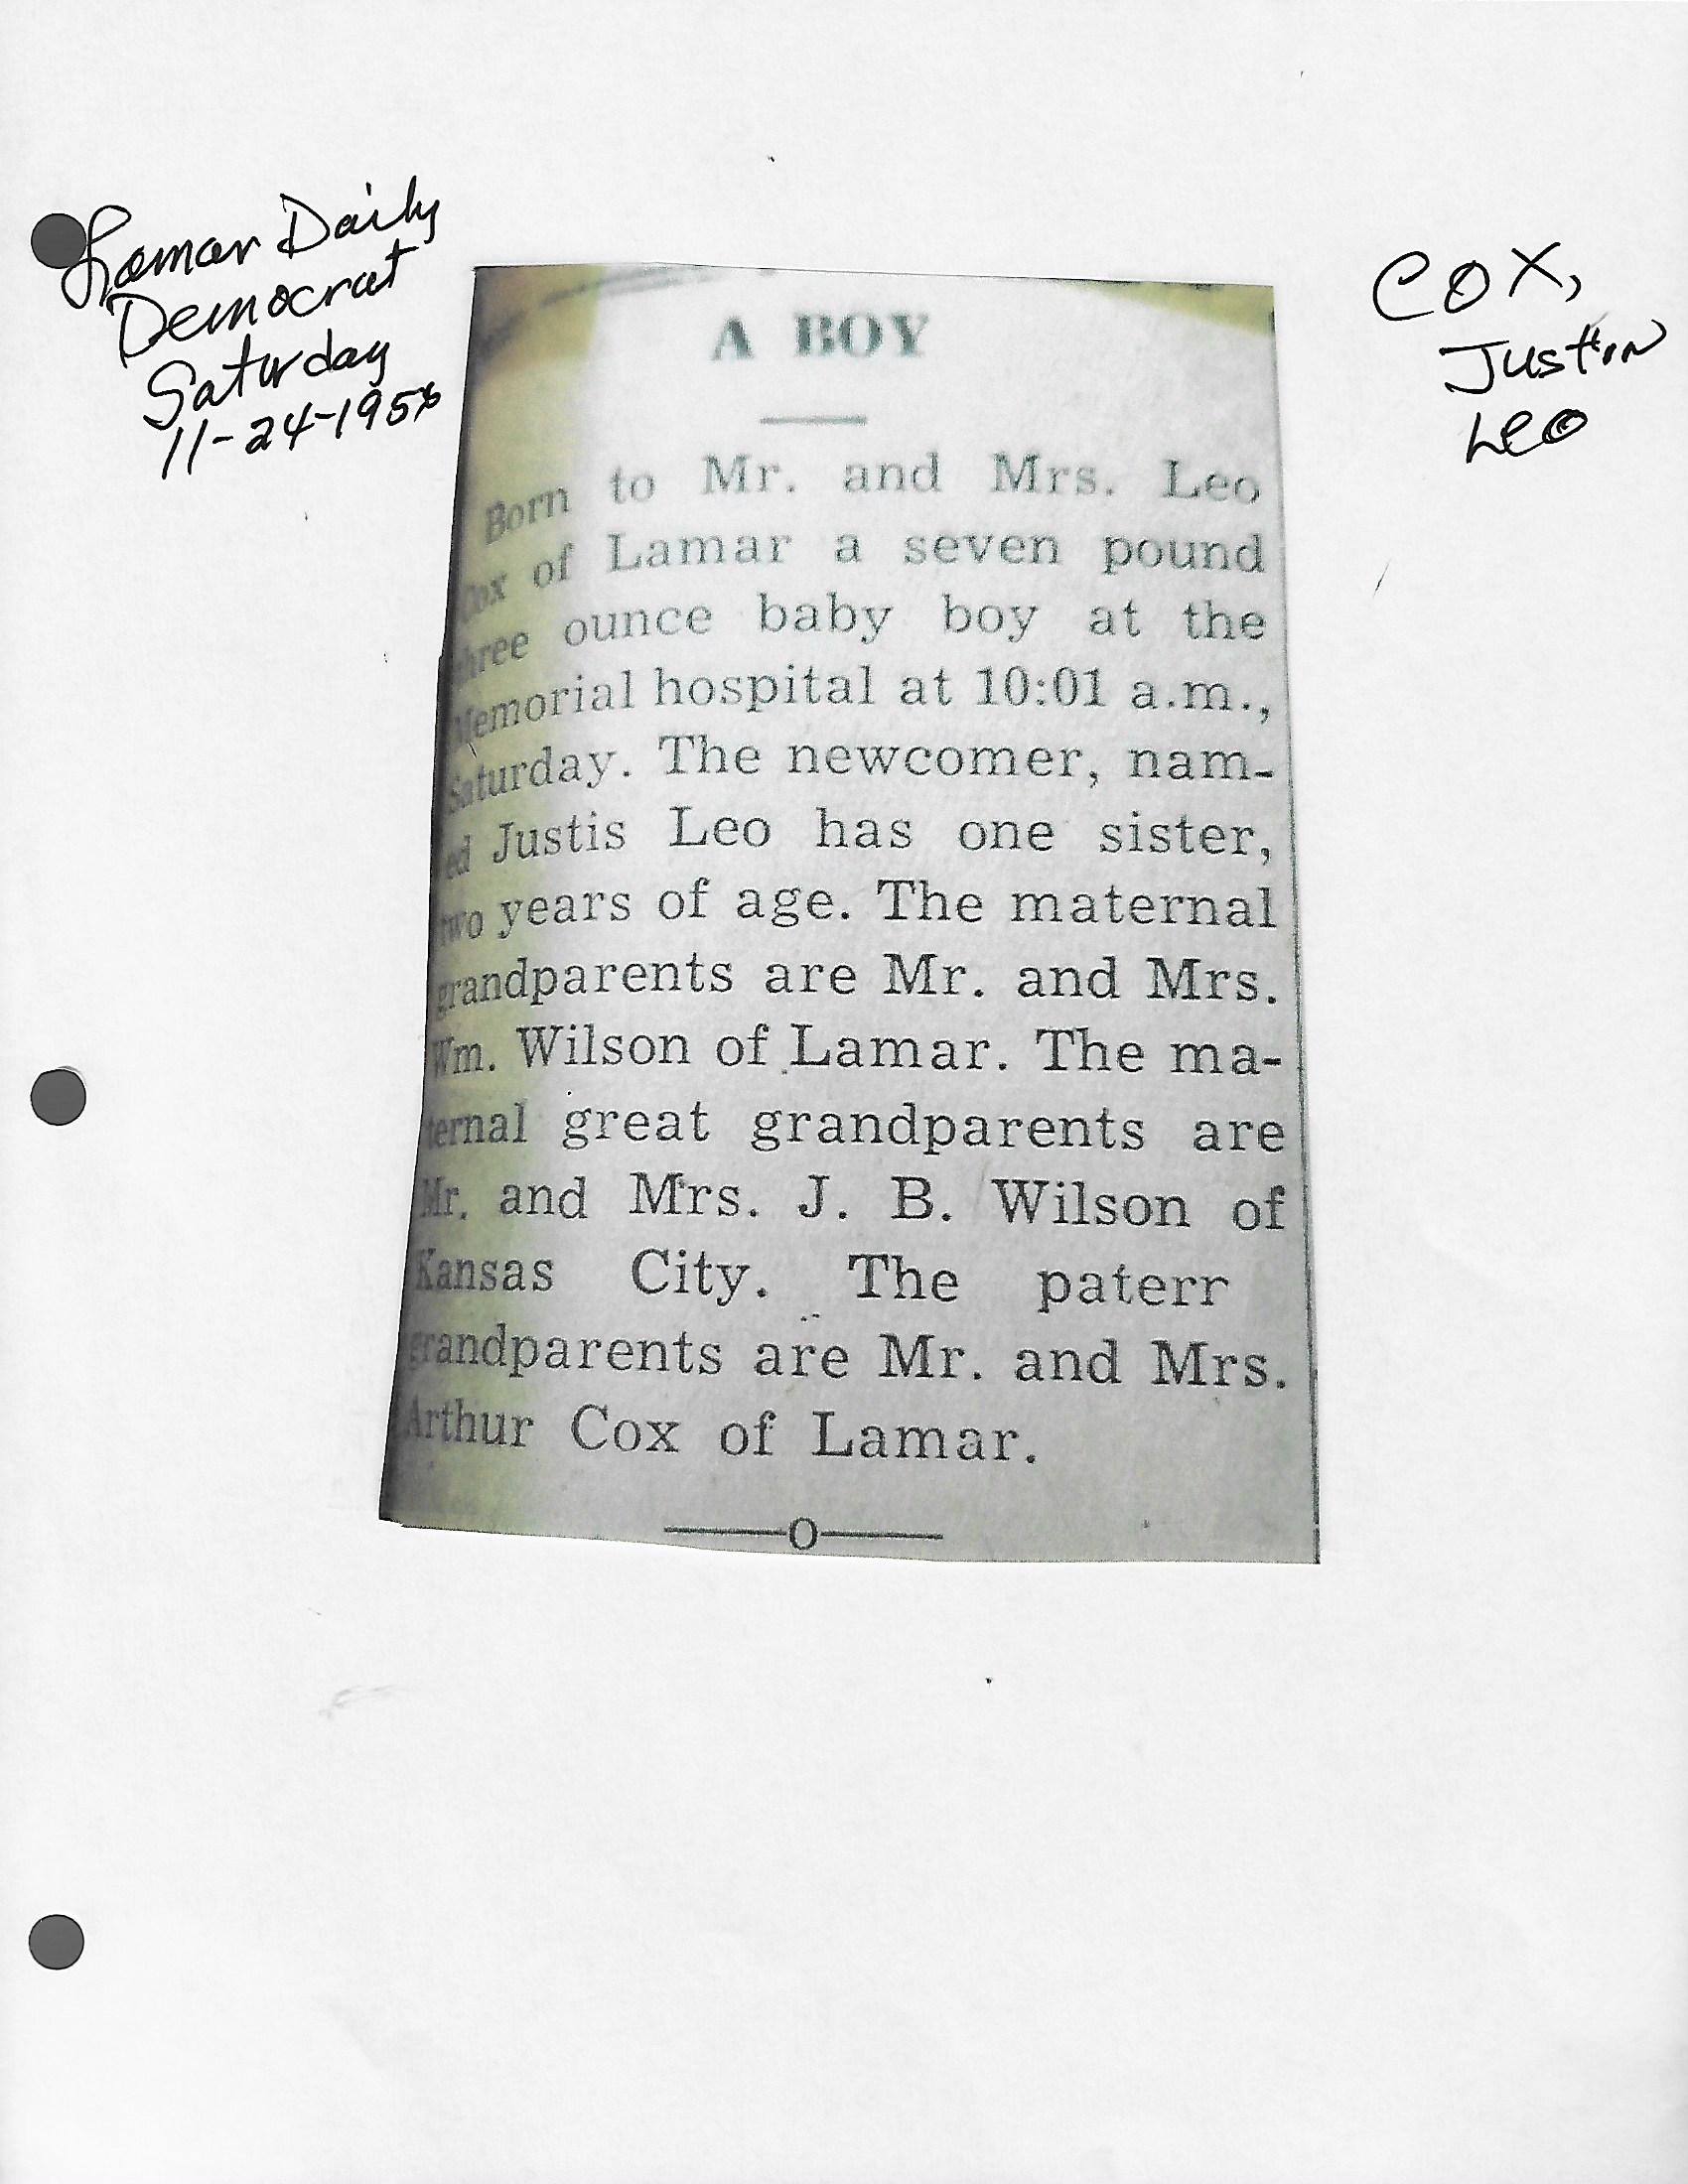 Lamar Daily
Democrat
Saturday
11-24-1956
COX,
Justin
Leo
A BOY
Born to Mr. and Mrs. Leo
Cox of Lamar a seven pound
three ounce baby boy at the
Memorial hospital at 10:01 a.m.,
Saturday. The newcomer, nam-
ed Justis Leo has one sister,
two years of age. The maternal
grandparents are Mr. and Mrs.
Wm. Wilson of Lamar. The ma-
ternal great grandparents are
Mr. and Mrs. J. B. Wilson of
Kansas City. The paterr
grandparents are Mr. and Mrs.
Arthur Cox of Lamar.